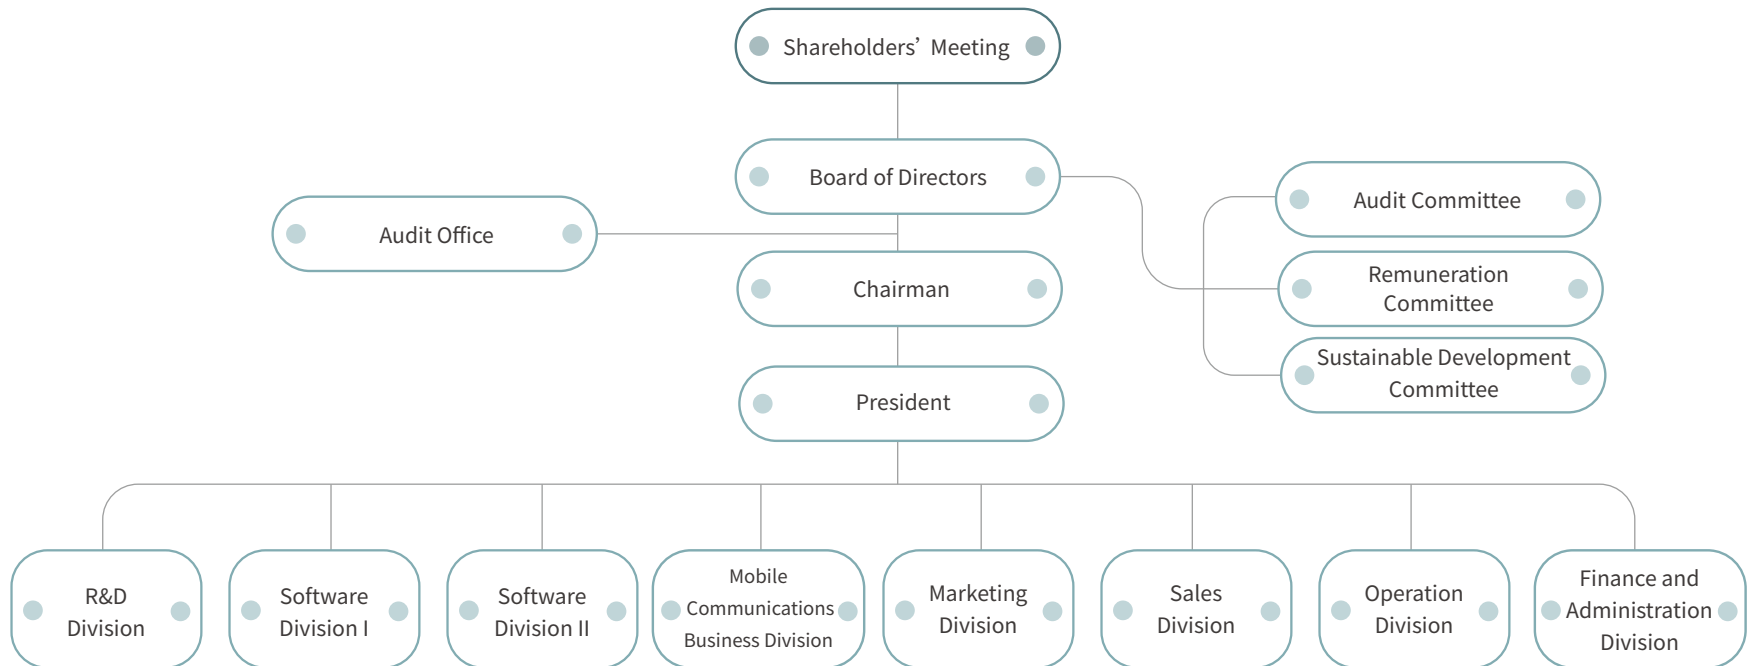 Shareholders’ Meeting
Board of Directors
Audit Office
Chairman
President
Audit Committee
Remuneration
Committee
Sustainable Development
Committee
R&D
Division
Software
Division I
Software
Division II
Mobile
Communications
Business Division
Marketing
Division
Sales
Division
Operation
Division
Finance and
Administration
Division